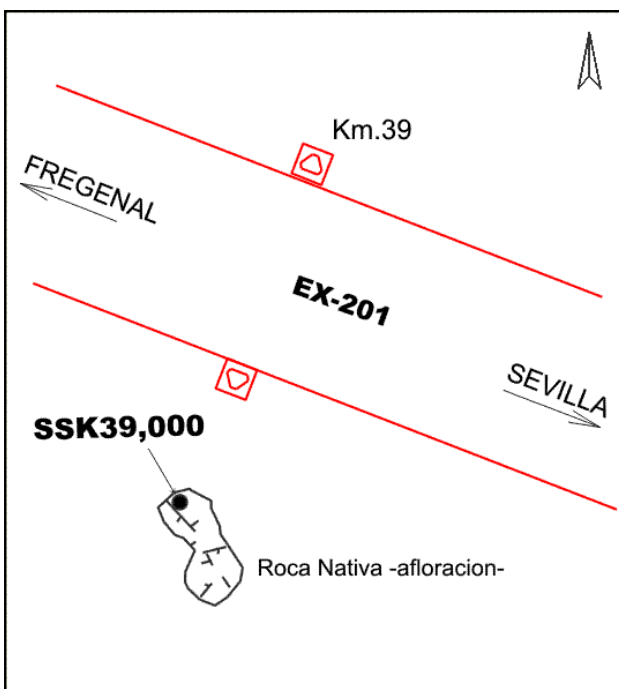 Km.39
FREGENAL
EX-201
SEVILLA
SSK39,000
Roca Nativa -afloracion-